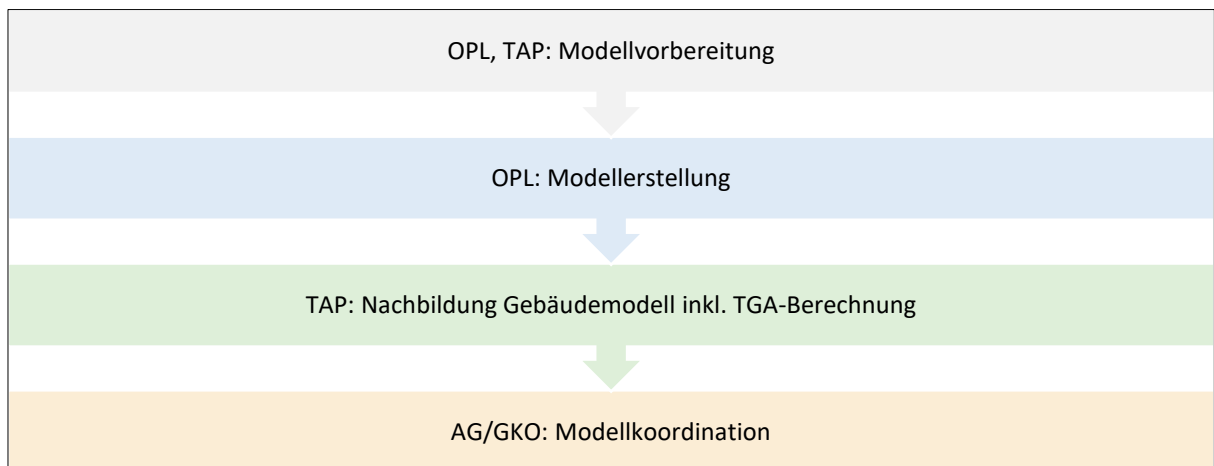 OPL, TAP: Modellvorbereitung
OPL: Modellerstellung
TAP: Nachbildung Gebäudemodell inkl. TGA-Berechnung
AG/GKO: Modellkoordination